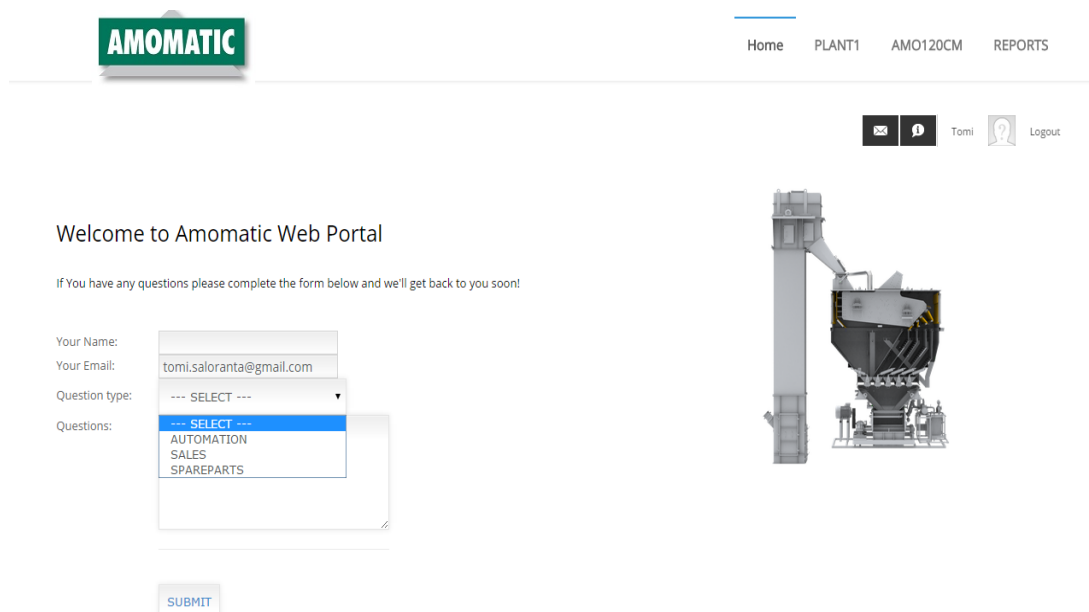 AMOMATIC
Home PLANT1 AMO120CM REPORTS
Tomi Logout
Welcome to Amomatic Web Portal
If You have any questions please complete the form below and we'll get back to you soon!
Your Name:
Your Email: tomi.saloranta@gmail.com
Question type: --- SELECT ---
Questions: --- SELECT ---
AUTOMATION
SALES
SPAREPARTS
SUBMIT